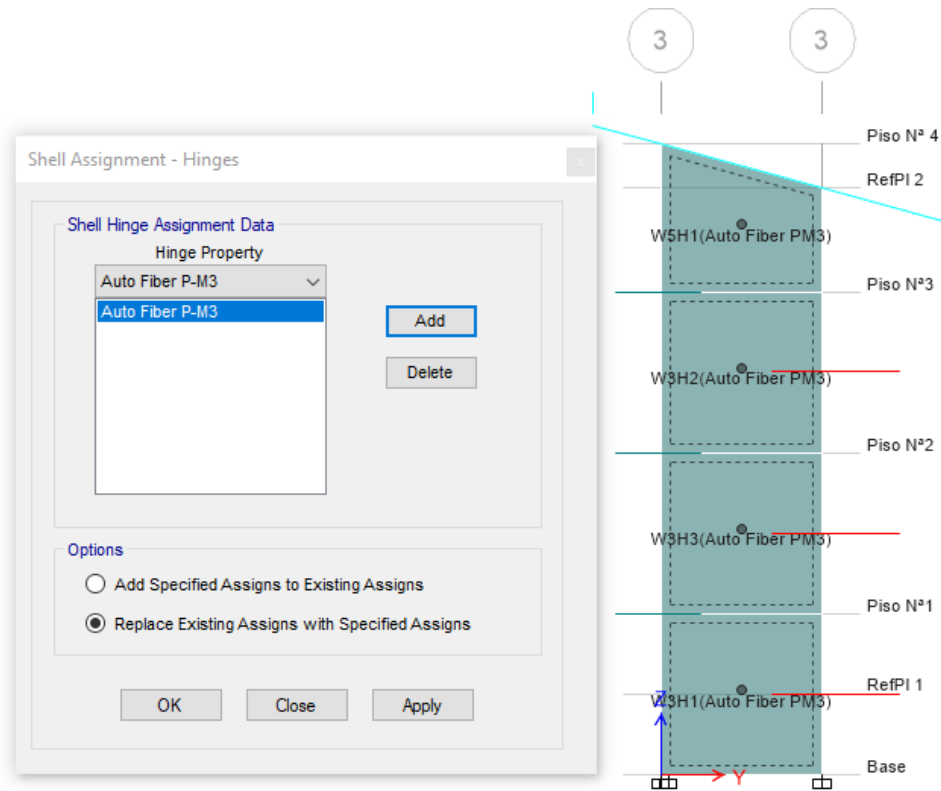 Shell Assignment - Hinges
x
Shell Hinge Assignment Data
Hinge Property
Auto Fiber P-M3
Auto Fiber P-M3
Add
Delete
Options
Add Specified Assigns to Existing Assigns
Replace Existing Assigns with Specified Assigns
OK
Close
Apply
3
3
Piso Nª 4
RefPl 2
W5H1(Auto Fiber PM3)
Piso Nª3
W3H2(Auto Fiber PM3)
Piso Nª2
W3H3(Auto Fiber PM3)
Piso Nª1
RefPl 1
Z
W3H1(Auto Fiber PM3)
Base
Y